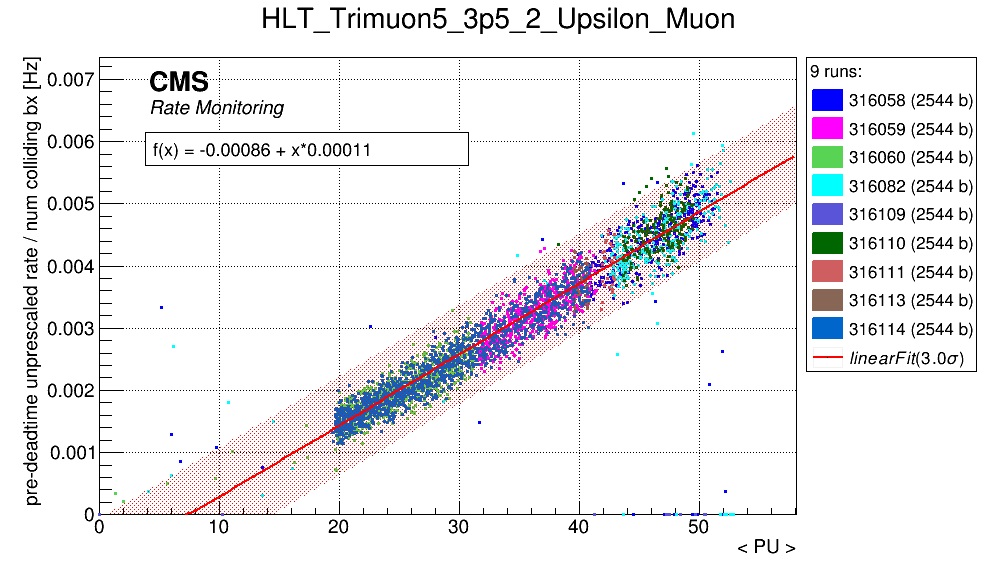 HLT_Trimuon5_3p5_2_Upsilon_Muon
pre-deadtime unprescaled rate / num colliding bx [Hz]
CMS
Rate Monitoring
f(x) = -0.00086 + x*0.00011
0.007
0.006
0.005
0.004
0.003
0.002
0.001
0
0 10 20 30 40 50
< PU >
9 runs:
316058 (2544 b)
316059 (2544 b)
316060 (2544 b)
316082 (2544 b)
316109 (2544 b)
316110 (2544 b)
316111 (2544 b)
316113 (2544 b)
316114 (2544 b)
linearFit(3.0σ)